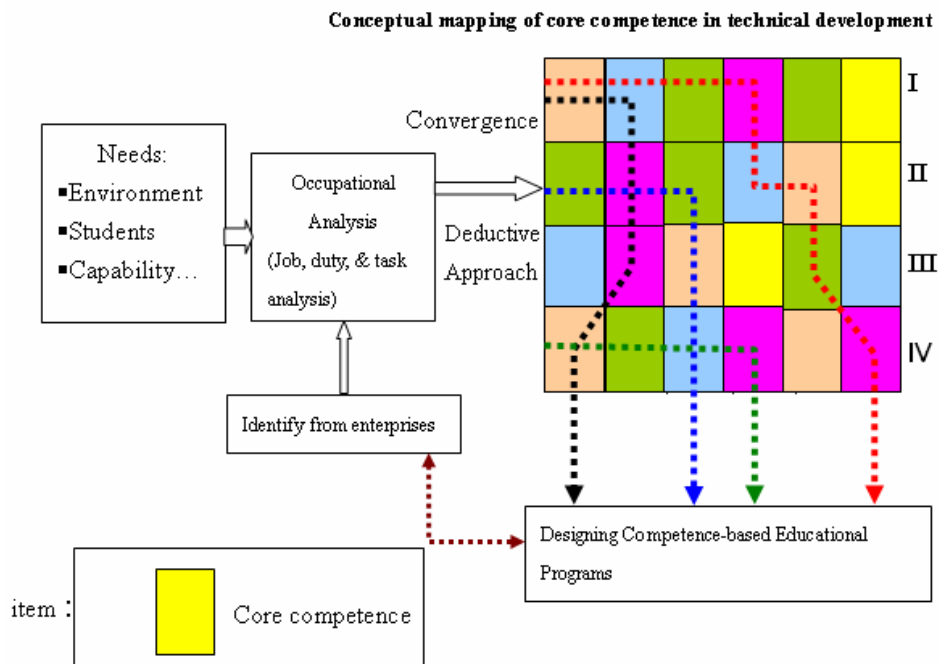 Conceptual mapping of core competence in technical development
Needs:
▪Environment
▪Students
▪Capability…
Occupational
Analysis
(Job, duty, & task
analysis)
Convergence
Deductive
Approach
I
II
III
IV
Identify from enterprises
Designing Competence-based Educational
Programs
item :
Core competence